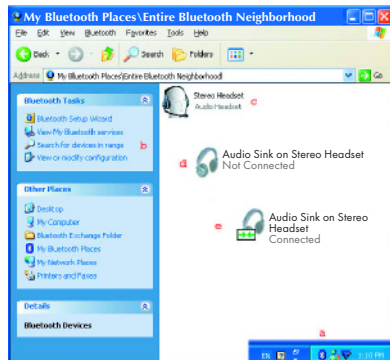 My Bluetooth Places\Entire Bluetooth Neighborhood
File Edit View Bluetooth Favorites Tools Help
Back Search Folders
Address My Bluetooth Places\Entire Bluetooth Neighborhood Go
Bluetooth Tasks
Bluetooth Setup Wizard
View My Bluetooth services
Search for devices in range b
View or modify configuration
Other Places
Desktop
My Computer
Bluetooth Exchange Folder
My Bluetooth Places
My Network Places
Printers and Faxes
Details
Bluetooth Devices
Stereo Headset c
Audio Headset
d Audio Sink on Stereo Headset
Not Connected
e Audio Sink on Stereo
Headset
Connected
a
EN 1:10 PM